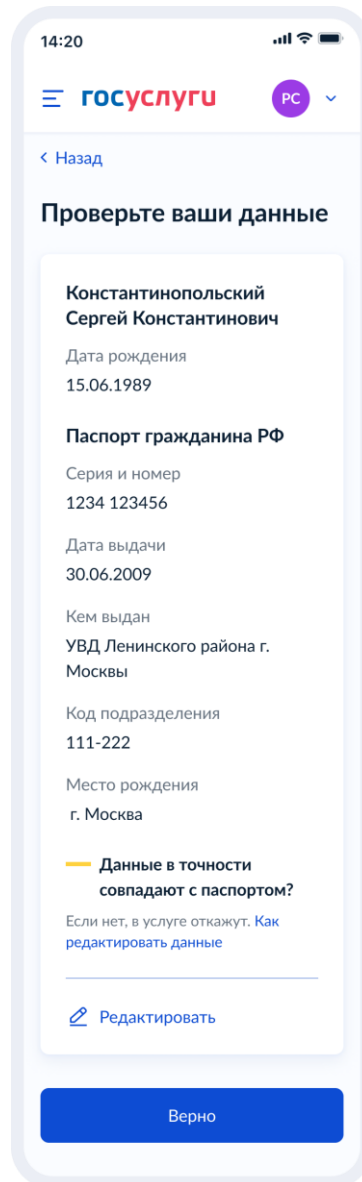 14:20
госуслуги
РС
Назад
Проверьте ваши данные
Константинопольский
Сергей Константинович
Дата рождения
15.06.1989
Паспорт гражданина РФ
Серия и номер
1234 123456
Дата выдачи
30.06.2009
Кем выдан
УВД Ленинского района г.
Москвы
Код подразделения
111-222
Место рождения
г. Москва
Данные в точности
совпадают с паспортом?
Если нет, в услуге откажут. Как
редактировать данные
Редактировать
Верно